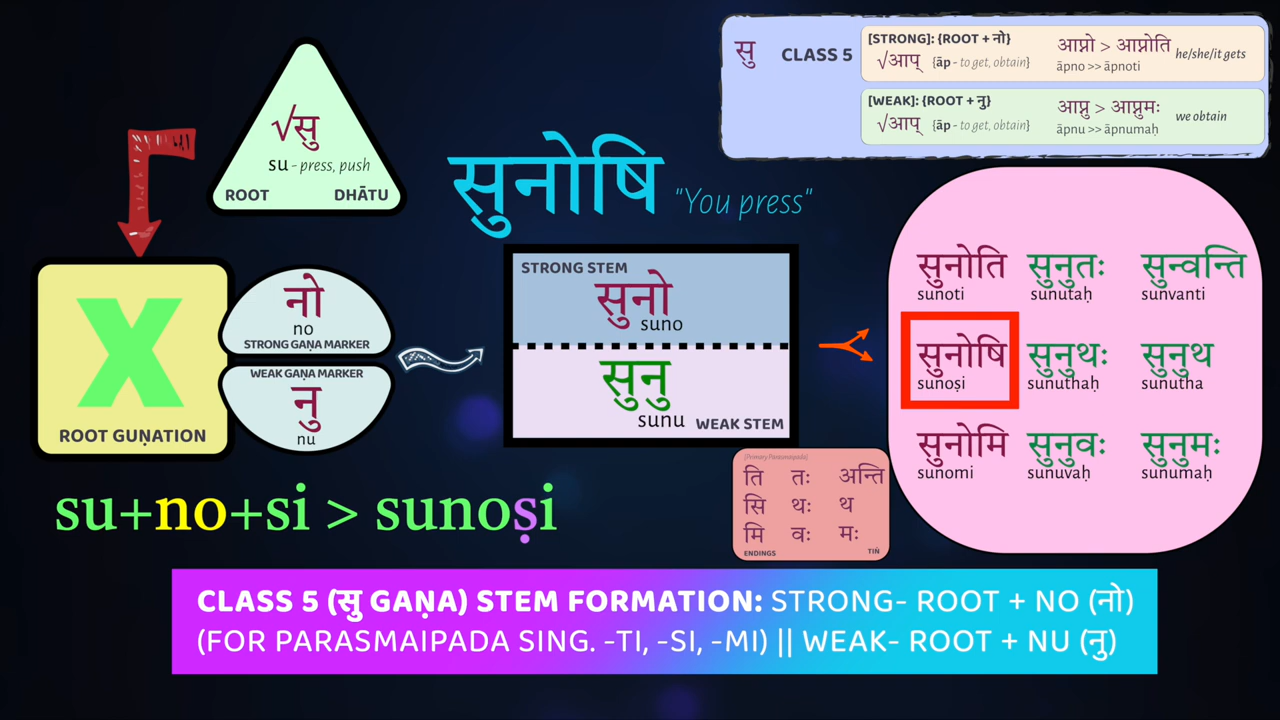 सु CLASS 5
[STRONG]: {ROOT + नो}
√आप् {āp - to get, obtain}
आप्नो > आप्नोति
āpno >> āpnoti
he/she/it gets
[WEAK]: {ROOT + नु}
√आप् {āp - to get, obtain}
आप्नु > आप्नुमः
āpnu >> āpnumaḥ
we obtain
√सु
su - press, push
ROOT DHĀTU
सुनोषि "You press"
X
ROOT GUṆATION
नो
no
STRONG GAṆA MARKER
WEAK GAṆA MARKER
नु
nu
STRONG STEM
सुनो
suno
सुनु
sunu
WEAK STEM
सुनोति सुनुतः सुन्वन्ति
sunoti sunutaḥ sunvanti
सुनोषि सुनुथः सुनुथ
sunoṣi sunuthaḥ sunutha
सुनोमि सुनुवः सुनुमः
sunomi sunuvaḥ sunumaḥ
[Primary Parasmaipada]
ति तः अन्ति
सि थः थ
मि वः मः
ENDINGS TIṄ
su+no+si > sunoṣi
CLASS 5 (सु GAṆA) STEM FORMATION: STRONG- ROOT + NO (नो)
(FOR PARASMAIPADA SING. -TI, -SI, -MI) || WEAK- ROOT + NU (नु)